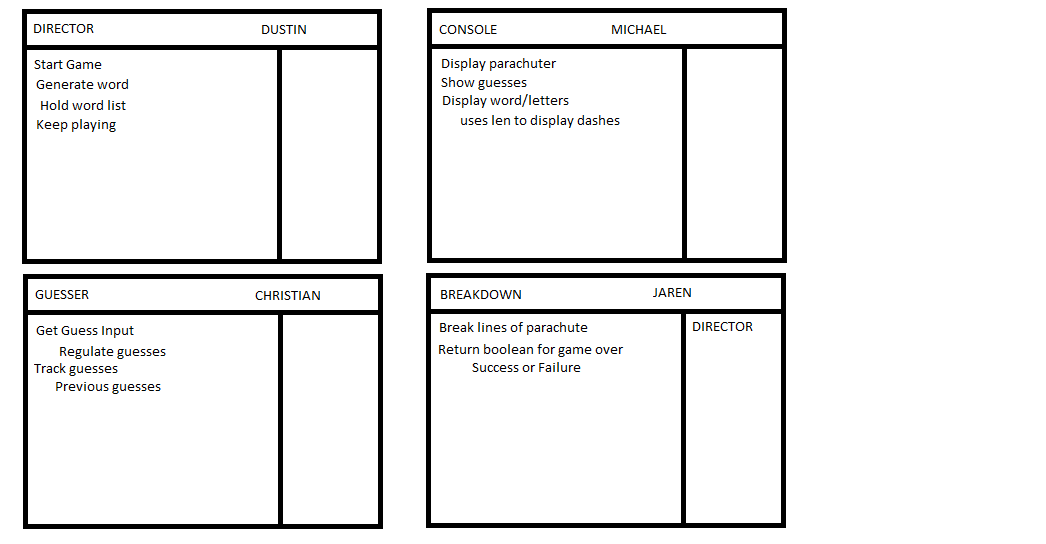 DIRECTOR DUSTIN
Start Game
Generate word
Hold word list
Keep playing
CONSOLE MICHAEL
Display parachuter
Show guesses
Display word/letters
uses len to display dashes
GUESSER CHRISTIAN
Get Guess Input
Regulate guesses
Track guesses
Previous guesses
BREAKDOWN JAREN
Break lines of parachute
Return boolean for game over
Success or Failure
DIRECTOR